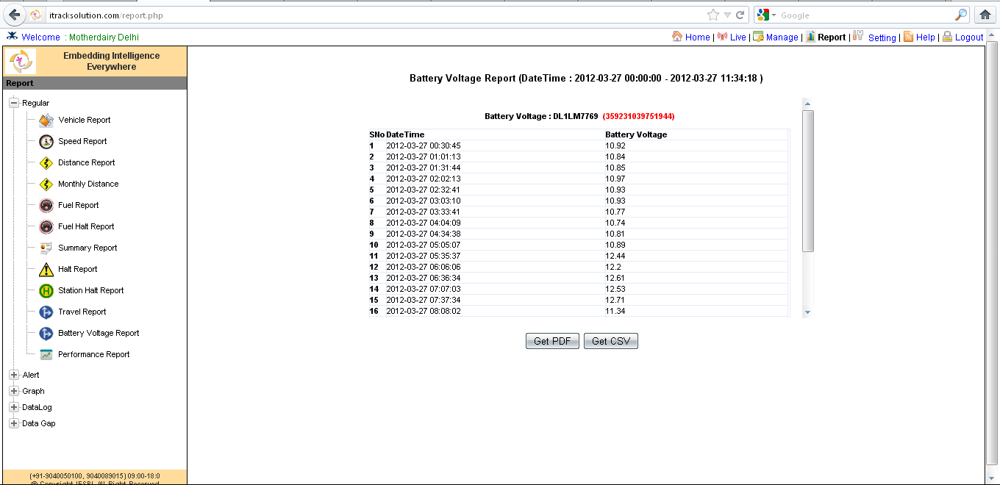 itracksolution.com/report.php
Google
Welcome : Motherdairy Delhi
Home | Live | Manage | Report | Setting | Help | Logout
Embedding Intelligence
Everywhere
Report
Regular
Vehicle Report
Speed Report
Distance Report
Monthly Distance
Fuel Report
Fuel Halt Report
Summary Report
Halt Report
Station Halt Report
Travel Report
Battery Voltage Report
Performance Report
Alert
Graph
DataLog
Data Gap
(+91-9040050100, 9040089015) 09:00-18:0
@ Copyright IESPL All Right Reserved
Battery Voltage Report (DateTime : 2012-03-27 00:00:00 - 2012-03-27 11:34:18 )
Battery Voltage : DL1LM7769 (359231039751944)
SNo DateTime Battery Voltage
1 2012-03-27 00:30:45 10.92
2 2012-03-27 01:01:13 10.84
3 2012-03-27 01:31:44 10.85
4 2012-03-27 02:02:13 10.97
5 2012-03-27 02:32:41 10.93
6 2012-03-27 03:03:10 10.93
7 2012-03-27 03:33:41 10.77
8 2012-03-27 04:04:09 10.74
9 2012-03-27 04:34:38 10.81
10 2012-03-27 05:05:07 10.89
11 2012-03-27 05:35:37 12.44
12 2012-03-27 06:06:06 12.2
13 2012-03-27 06:36:34 12.61
14 2012-03-27 07:07:03 12.53
15 2012-03-27 07:37:34 12.71
16 2012-03-27 08:08:02 11.34
Get PDF Get CSV